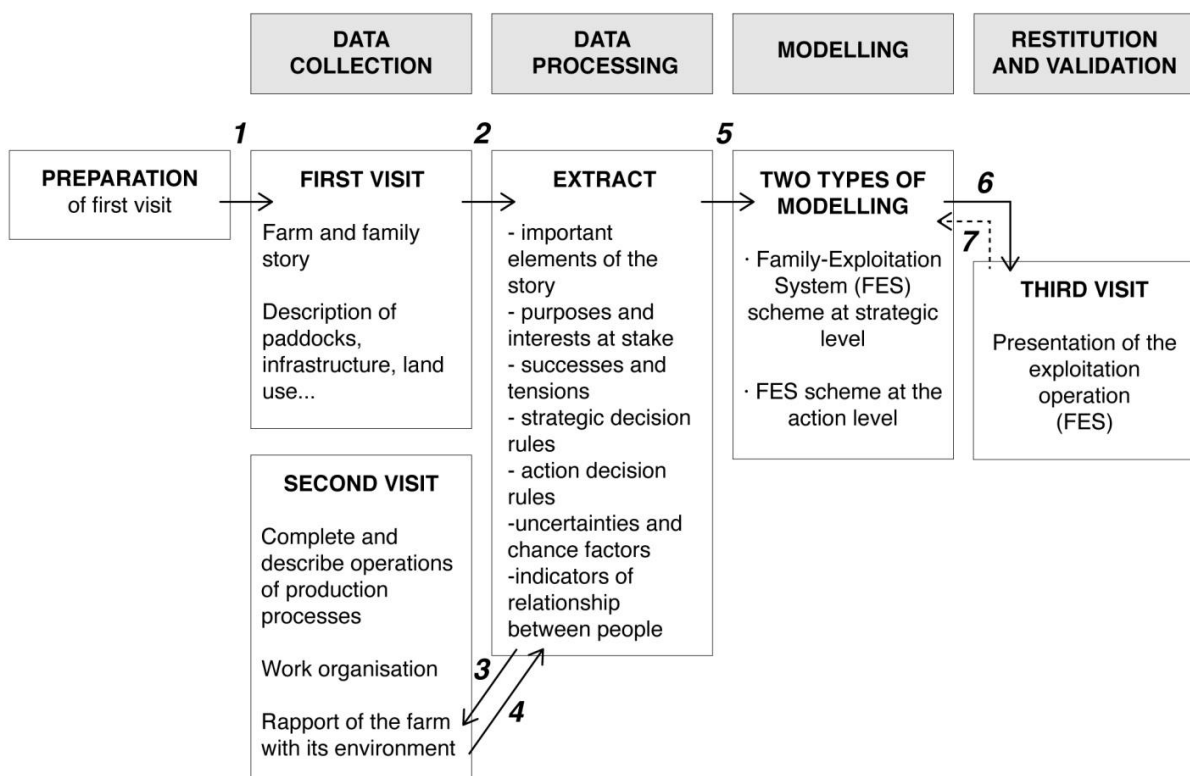 DATA
COLLECTION
DATA
PROCESSING
MODELLING
RESTITUTION
AND VALIDATION
1
2
5
PREPARATION
of first visit
FIRST VISIT
Farm and family
story
Description of
paddocks,
infrastructure, land
use...
EXTRACT
- important
elements of the
story
- purposes and
interests at stake
- successes and
tensions
- strategic decision
rules
- action decision
rules
-uncertainties and
chance factors
-indicators of
relationship
between people
TWO TYPES OF
MODELLING
· Family-Exploitation
System (FES)
scheme at strategic
level
· FES scheme at the
action level
6
7
THIRD VISIT
Presentation of the
exploitation
operation
(FES)
SECOND VISIT
Complete and
describe operations
of production
processes
Work organisation
Rapport of the farm
with its environment
3
4